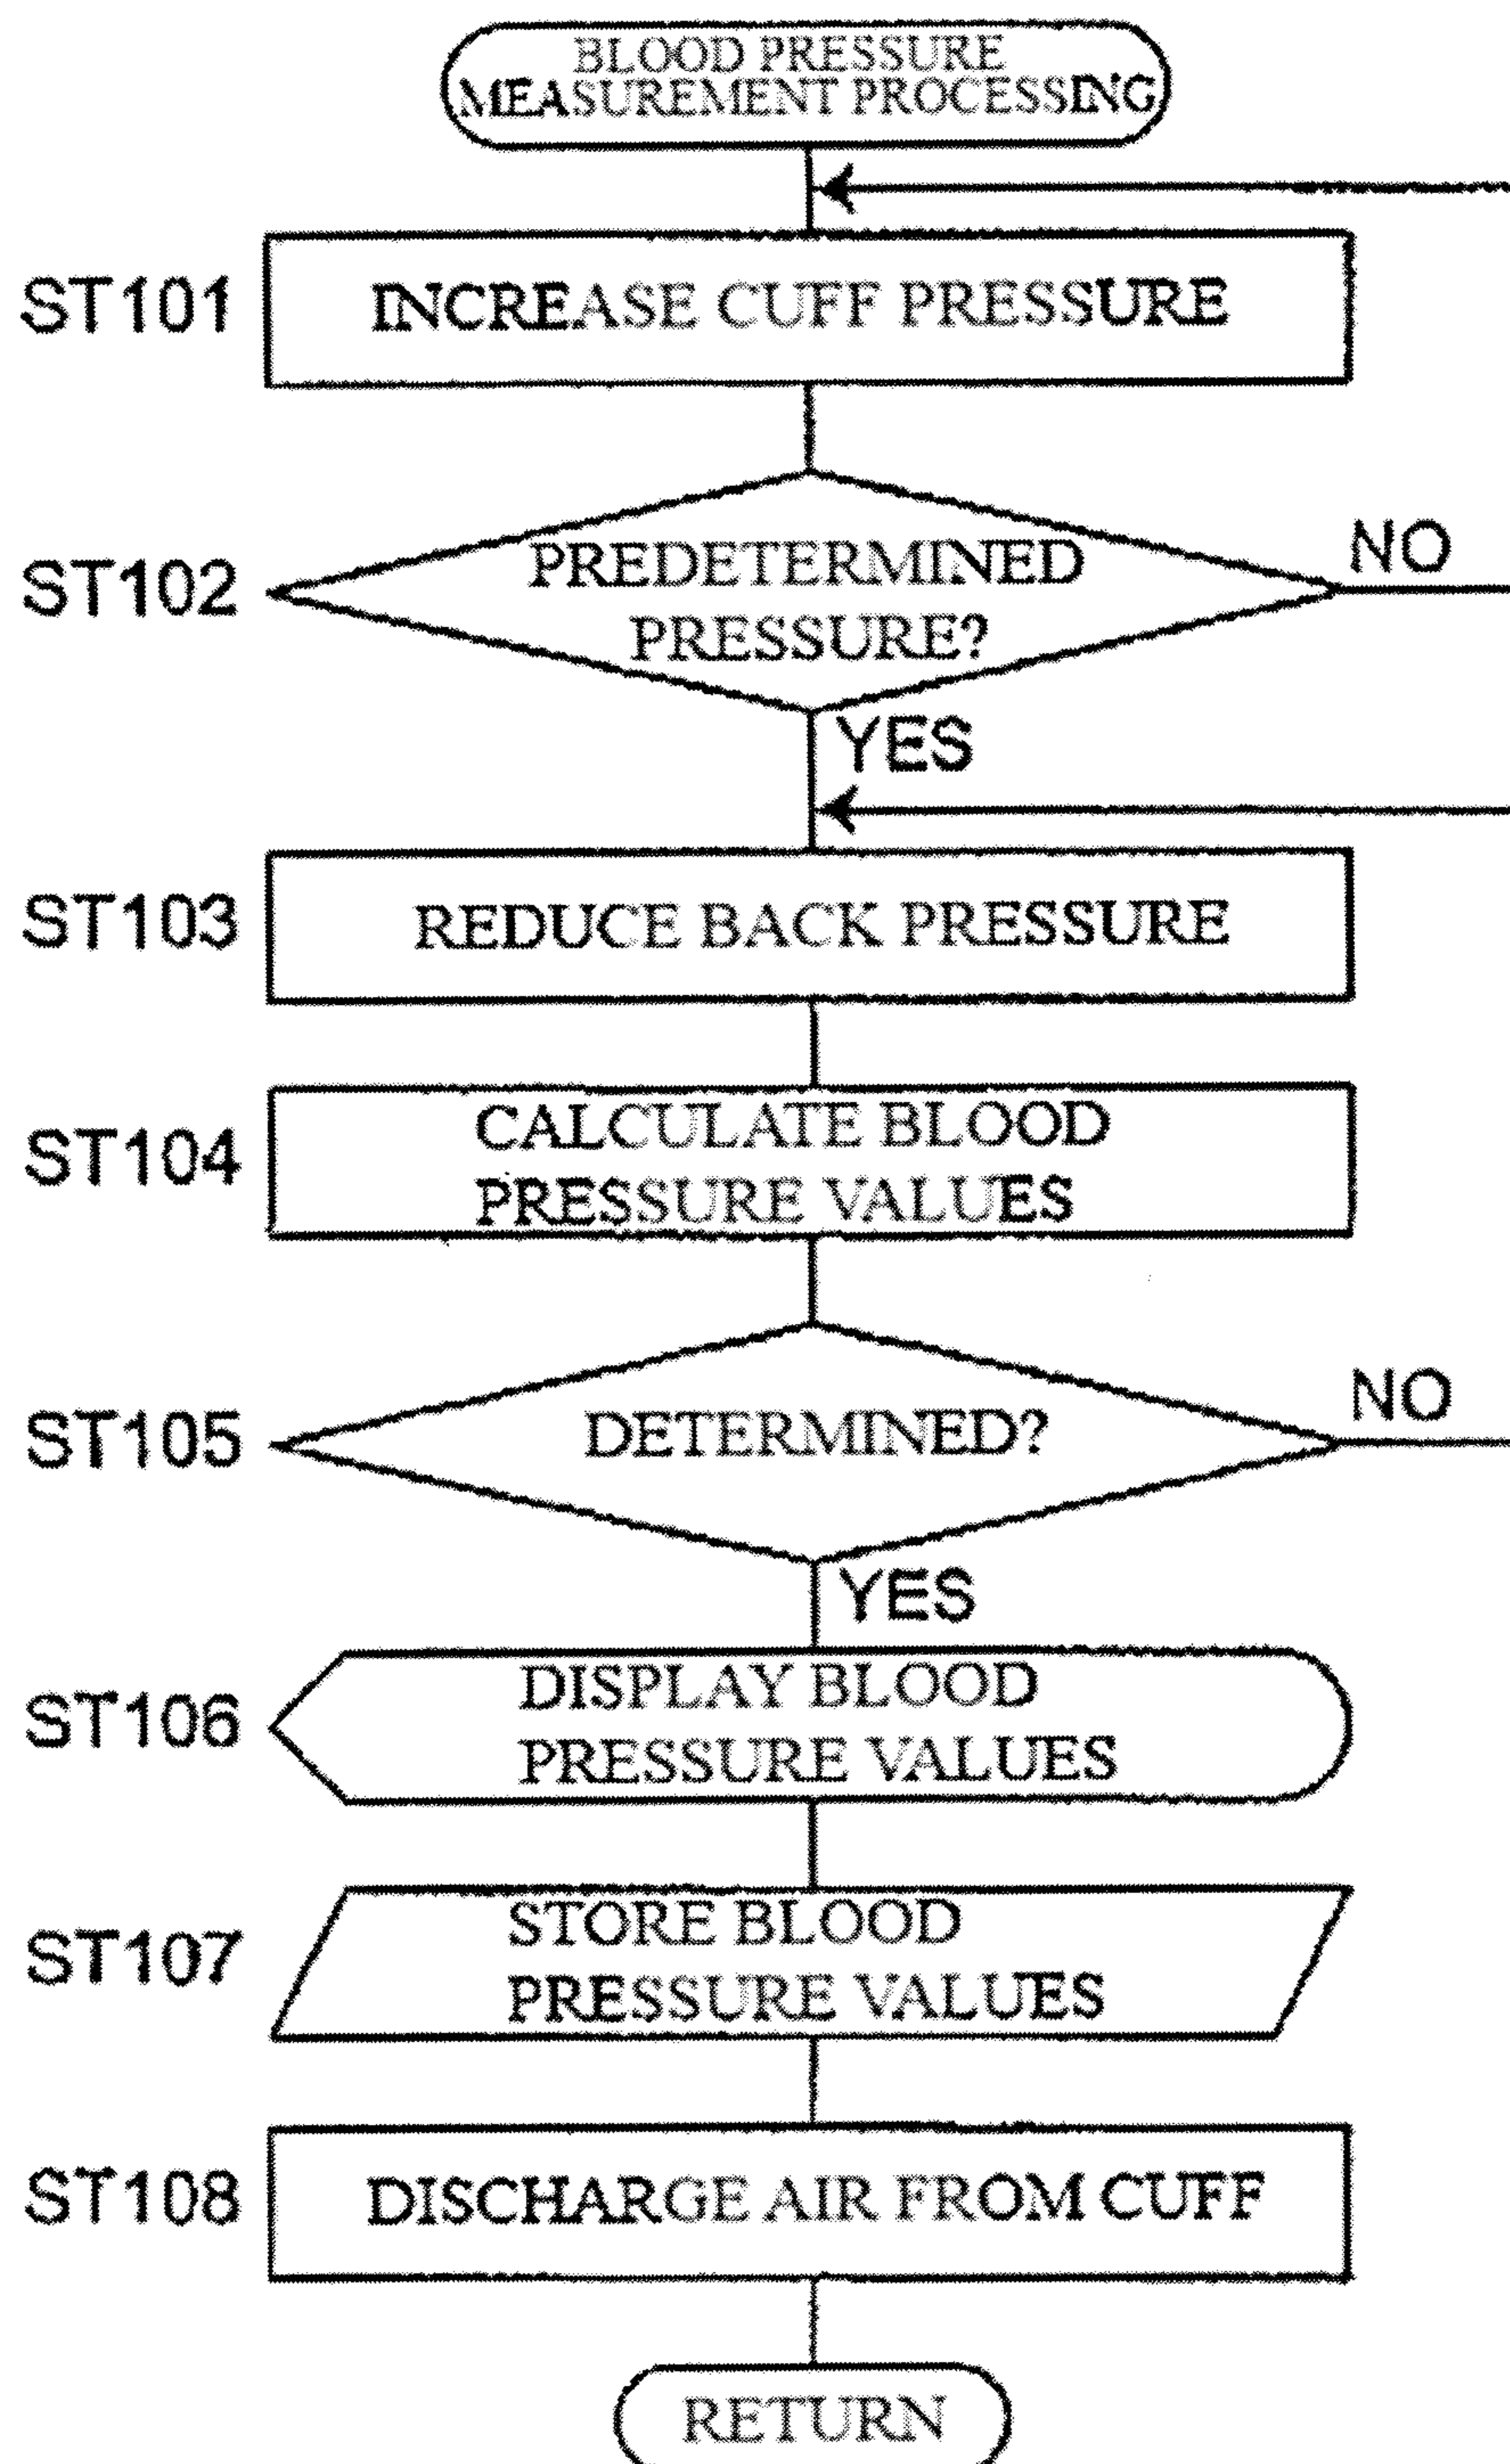 BLOOD PRESSURE
MEASUREMENT PROCESSING
ST101
INCREASE CUFF PRESSURE
ST102
PREDETERMINED
PRESSURE?
NO
YES
ST103
REDUCE BACK PRESSURE
ST104
CALCULATE BLOOD
PRESSURE VALUES
ST105
DETERMINED?
NO
YES
ST106
DISPLAY BLOOD
PRESSURE VALUES
ST107
STORE BLOOD
PRESSURE VALUES
ST108
DISCHARGE AIR FROM CUFF
RETURN